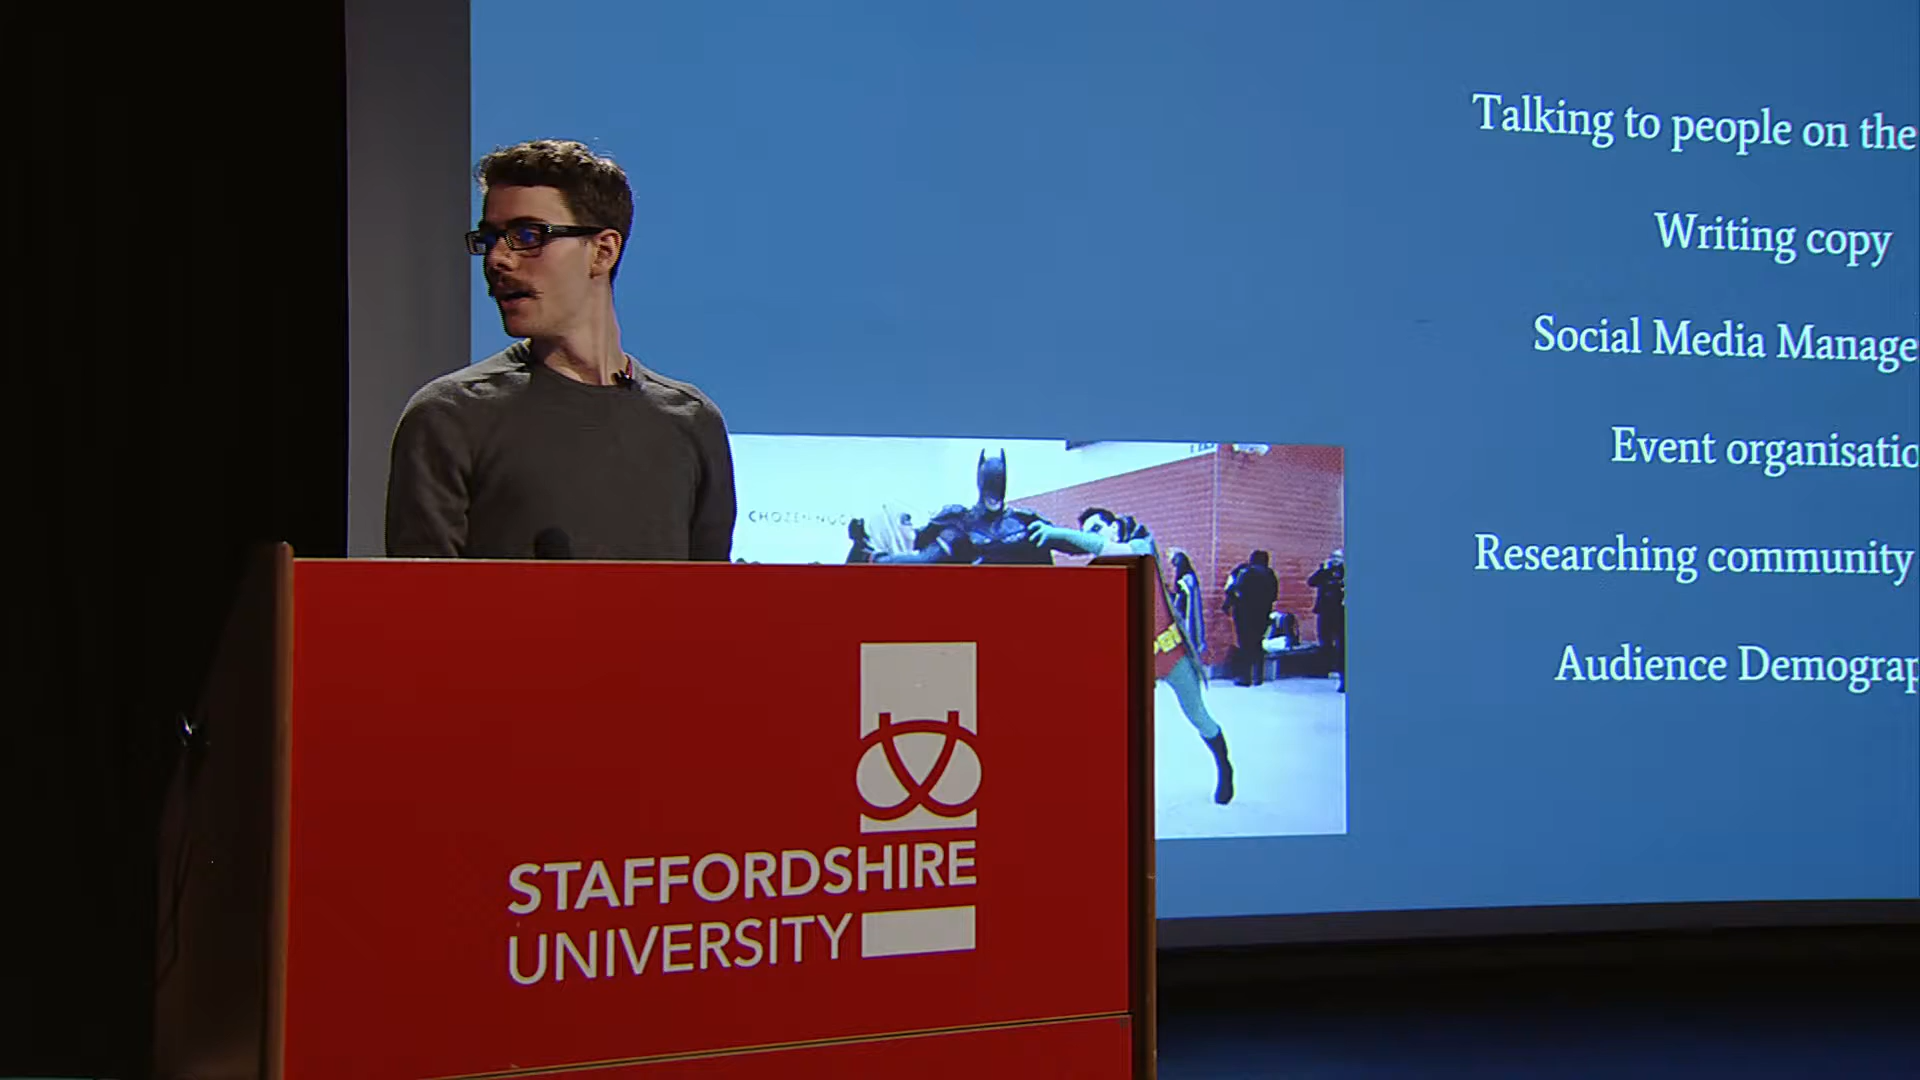 Talking to people on the
Writing copy
Social Media Manage
Event organisatio
Researching community
Audience Demograp
STAFFORDSHIRE
UNIVERSITY